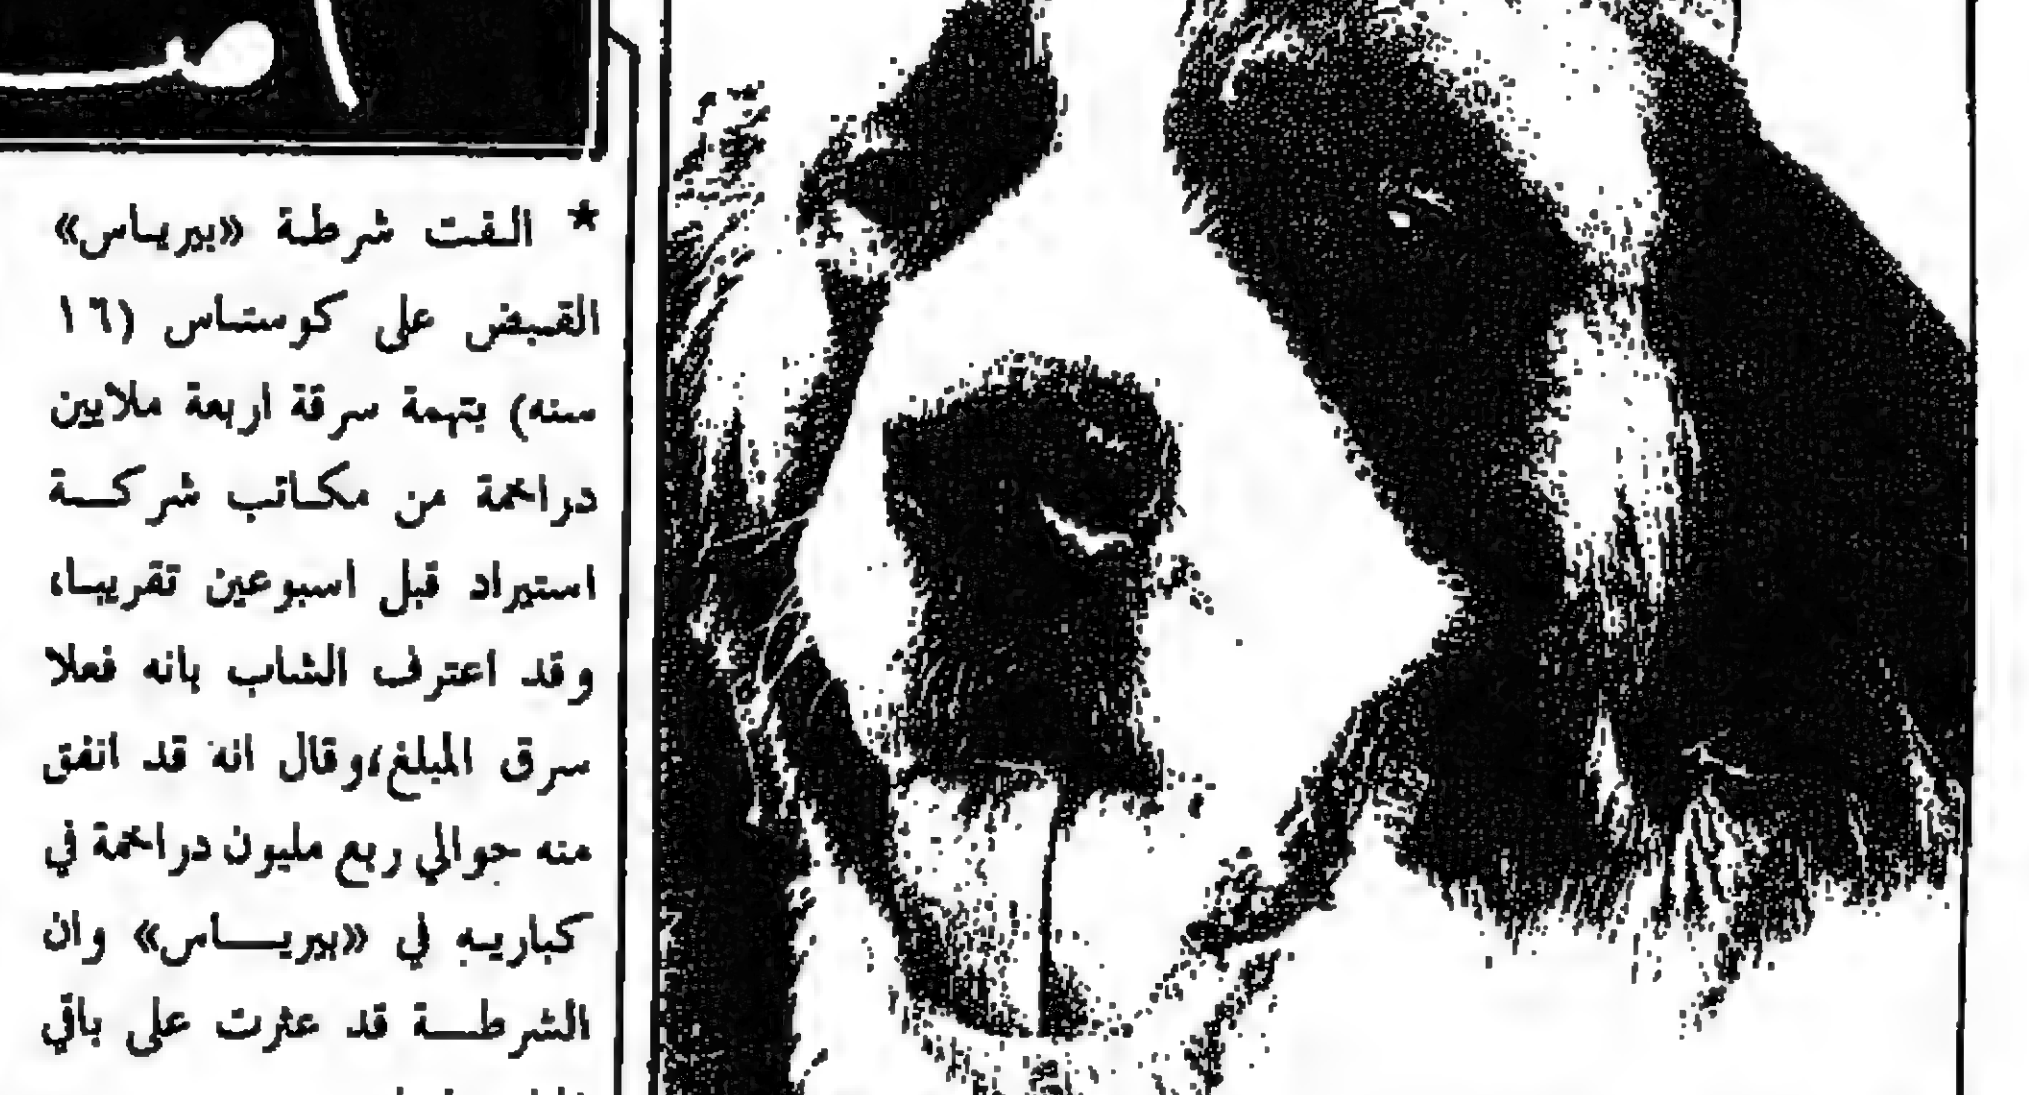 * القت شرطة «بيرياس»
القبض على كوستاس (١٦
سنه) بتهمة سرقة اربعة ملايين
دراخمة من مكاتب شركة
استيراد قبل اسبوعين تقريبا،
وقد اعترف الشاب بانه فعلا
سرق المبلغ،وقال انه قد انفق
منه حوالي ربع مليون دراخمة في
كباريه في «بيرياس» وان
الشرطة قد عثرت على باقي